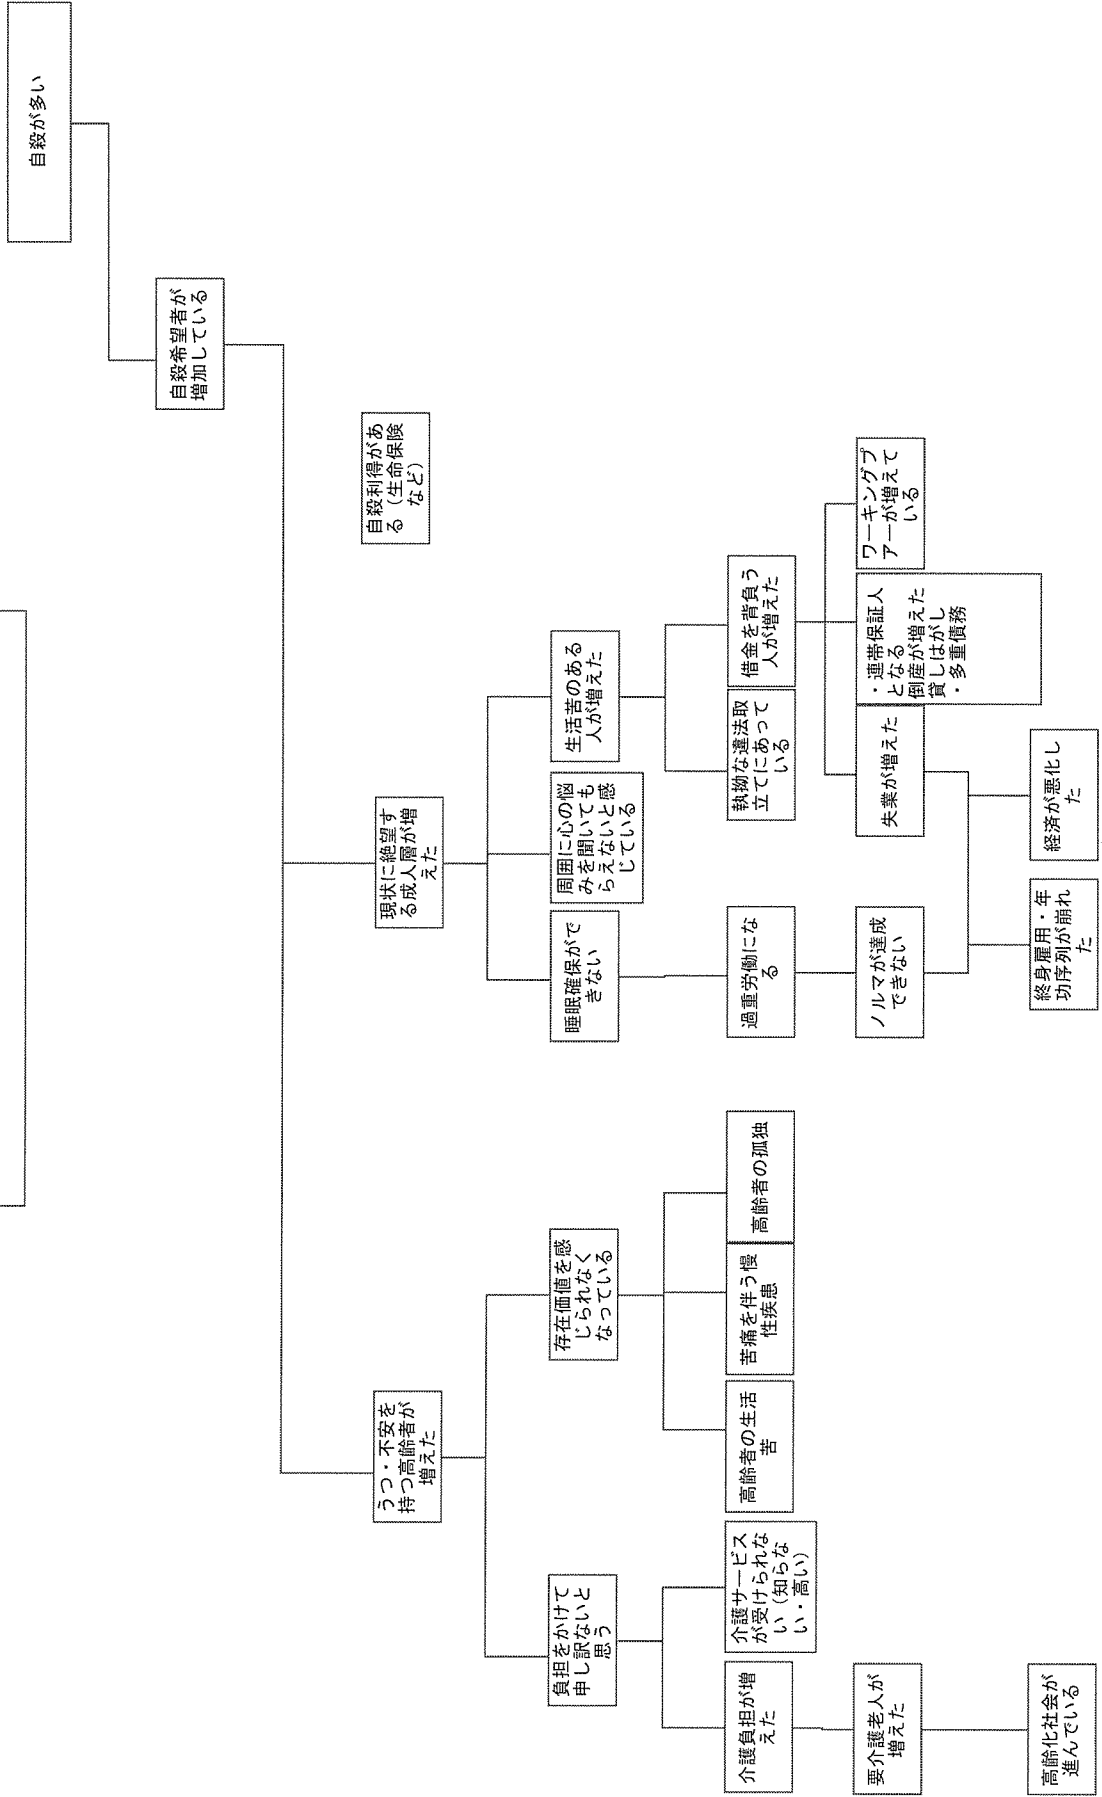 自殺が多い
自殺希望者が
増加している
うつ・不安を
持つ高齢者が
増えた
現状に絶望す
る成人層が増
えた
自殺利得があ
る（生命保険
など）
負担をかけて
申し訳ないと
思う
存在価値を感
じられなく
なっている
睡眠確保がで
きない
周囲に心の悩
みを聞いても
らえないと感
じている
生活苦のある
人が増えた
介護負担が増
えた
介護サービス
が受けられな
い（知らな
い・高い）
高齢者の生活
苦
苦痛を伴う慢
性疾患
高齢者の孤独
過重労働にな
る
執拗な違法取
立てにあって
いる
借金を背負う
人が増えた
要介護老人が
増えた
ノルマが達成
できない
失業が増えた
・連帯保証人
となる
倒産が増えた
貸しはがし
・多重債務
ワーキングプ
アーが増えて
いる
高齢化社会が
進んでいる
終身雇用・年
功序列が崩れ
た
経済が悪化し
た